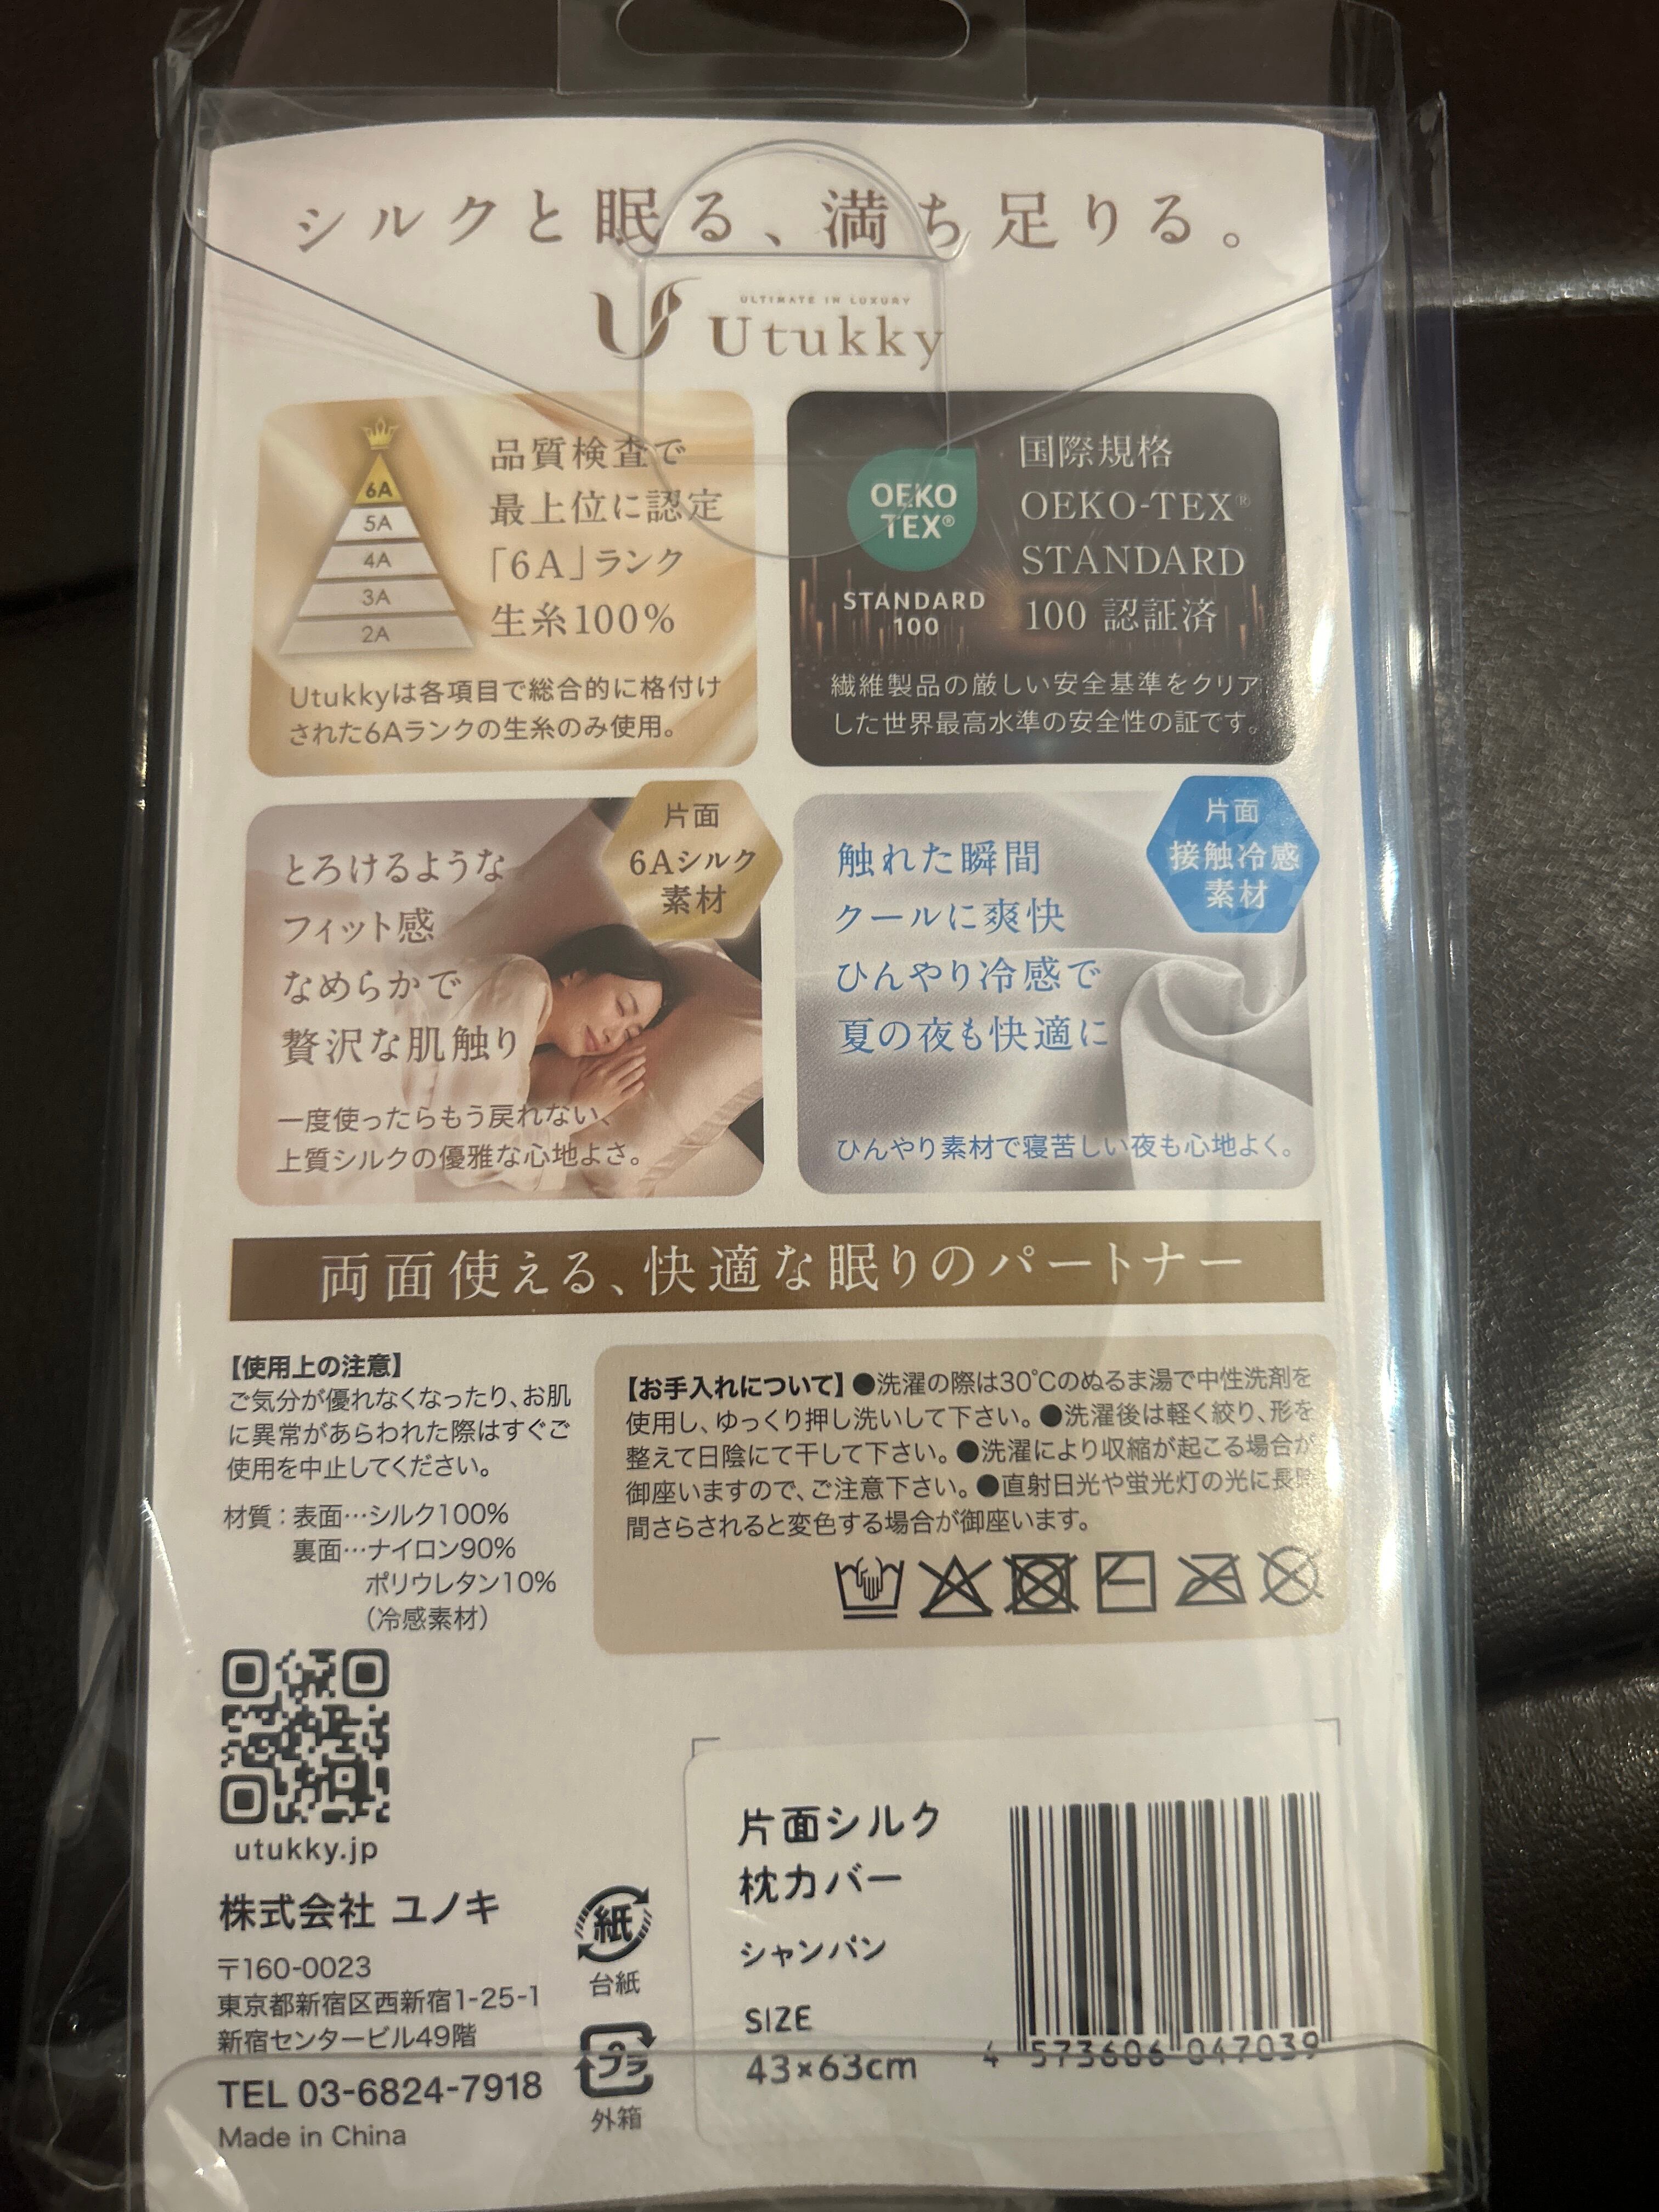 シルクと眠る、満ち足りる。
ULTIMATE IN LUXURY
Utukky
6A
5A
4A
3A
2A
品質検査で
最上位に認定
「6A」ランク
生糸100%
Utukkyは各項目で総合的に格付け
された6Aランクの生糸のみ使用。
OEKO
TEX®
STANDARD
100
国際規格
OEKO-TEX®
STANDARD
100 認証済
繊維製品の厳しい安全基準をクリア
した世界最高水準の安全性の証です。
片面
6Aシルク
素材
とろけるような
フィット感
なめらかで
贅沢な肌触り
一度使ったらもう戻れない、
上質シルクの優雅な心地よさ。
片面
接触冷感
素材
触れた瞬間
クールに爽快
ひんやり冷感で
夏の夜も快適に
ひんやり素材で寝苦しい夜も心地よく。
両面使える、快適な眠りのパートナー
【使用上の注意】
ご気分が優れなくなったり、お肌
に異常があらわれた際はすぐご
使用を中止してください。
材質：表面…シルク100%
裏面…ナイロン90%
ポリウレタン10%
（冷感素材）
【お手入れについて】●洗濯の際は30℃のぬるま湯で中性洗剤を
使用し、ゆっくり押し洗いして下さい。●洗濯後は軽く絞り、形を
整えて日陰にて干して下さい。●洗濯により収縮が起こる場合が
御座いますので、ご注意下さい。●直射日光や蛍光灯の光に長時
間さらされると変色する場合が御座います。
utukky.jp
株式会社 ユノキ
〒160-0023
東京都新宿区西新宿1-25-1
新宿センタービル49階
TEL 03-6824-7918
Made in China
紙
台紙
プラ
外箱
片面シルク
枕カバー
シャンパン
SIZE
43×63cm
4 573606 047039